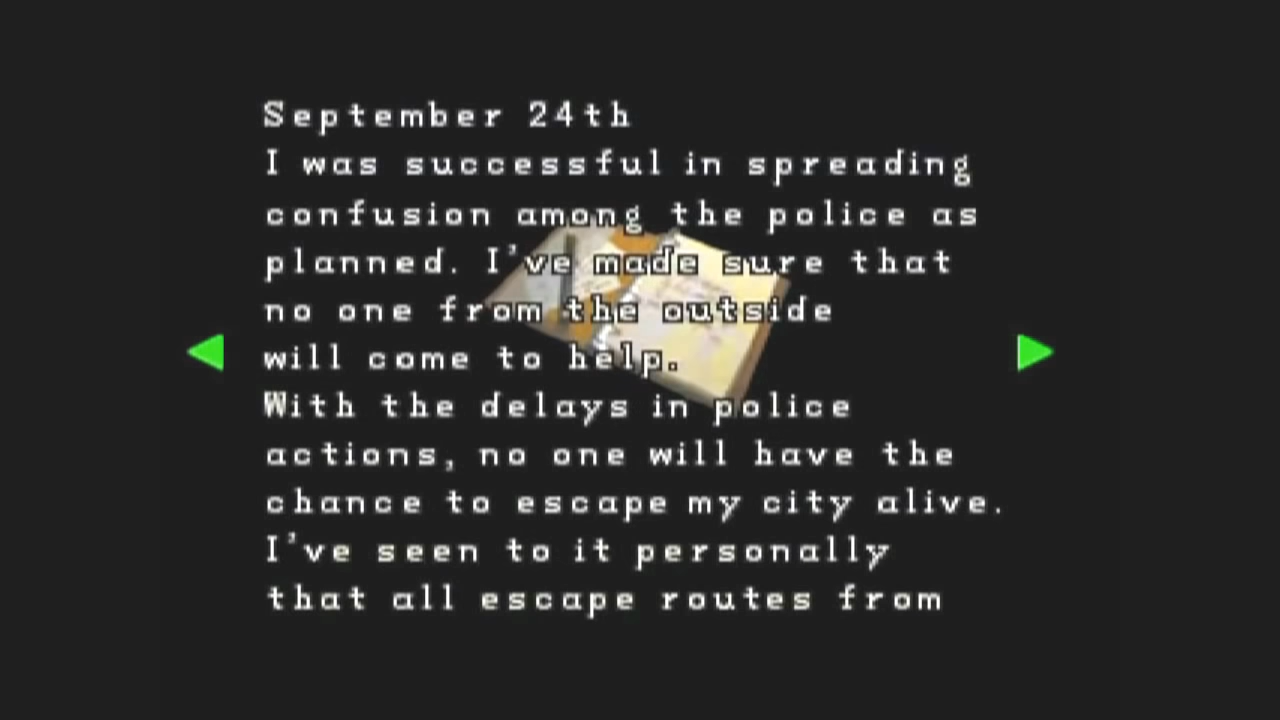 September 24th
I was successful in spreading
confusion among the police as
planned. I've made sure that
no one from the outside
will come to help.
With the delays in police
actions, no one will have the
chance to escape my city alive.
I've seen to it personally
that all escape routes from